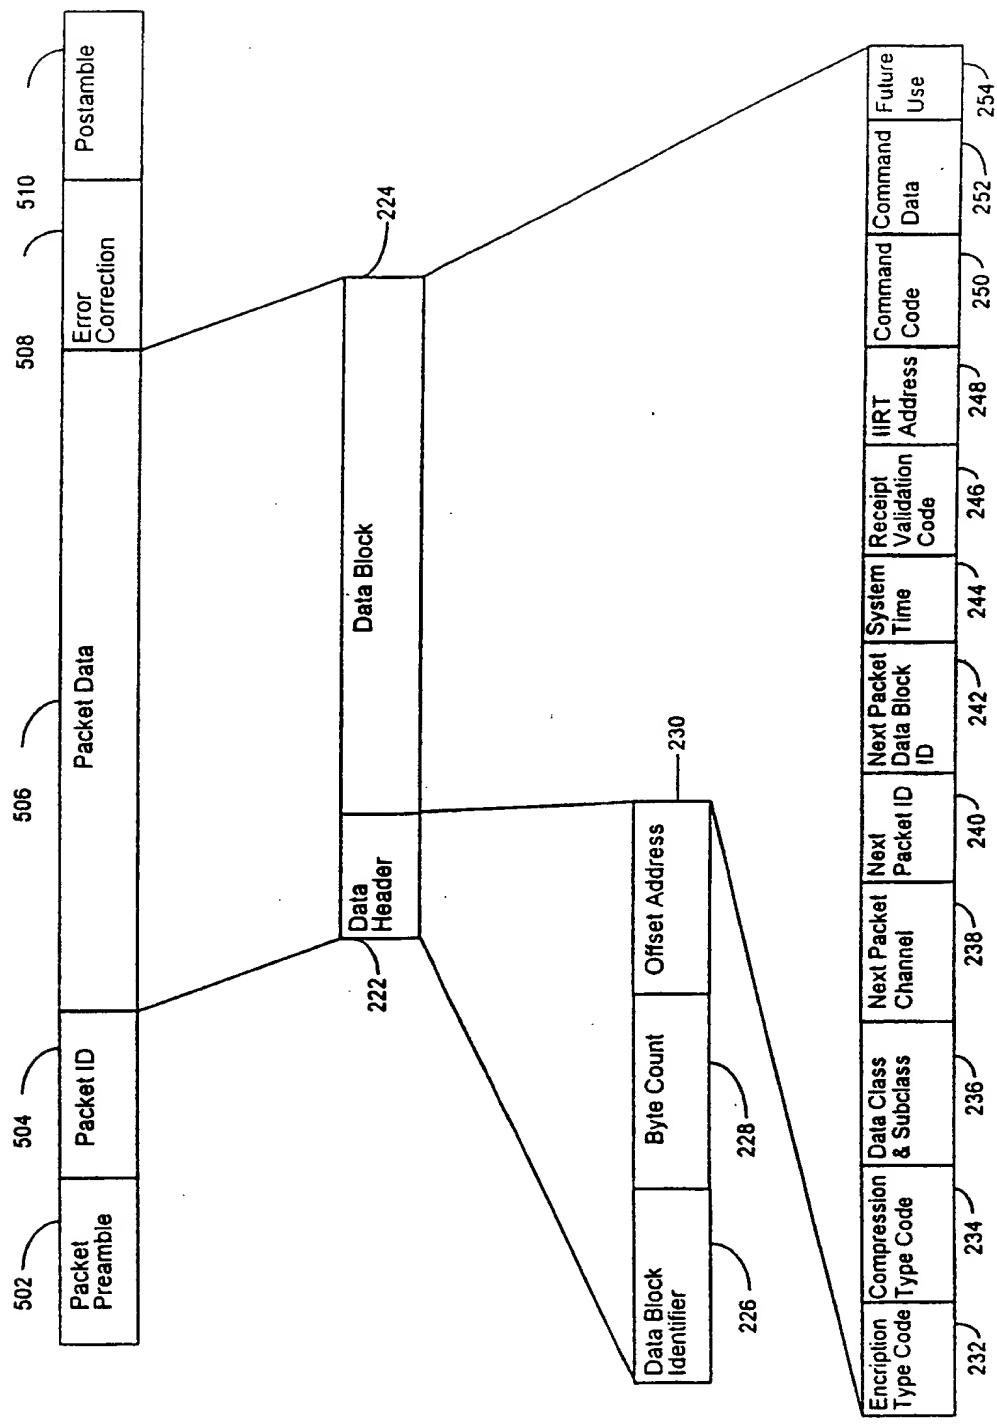 502
504
506
508
510
Packet
Preamble
Packet ID
Packet Data
Error
Correction
Postamble
222
Data
Header
Data Block
224
Data Block
Identifier
Byte Count
Offset Address
230
226
228
Encription
Type Code
Compression
Type Code
Data Class
& Subclass
Next Packet
Channel
Next
Packet ID
Next Packet
Data Block
ID
System
Time
Receipt
Validation
Code
IIRT
Address
Command
Code
Command
Data
Future
Use
232
234
236
238
240
242
244
246
248
250
252
254